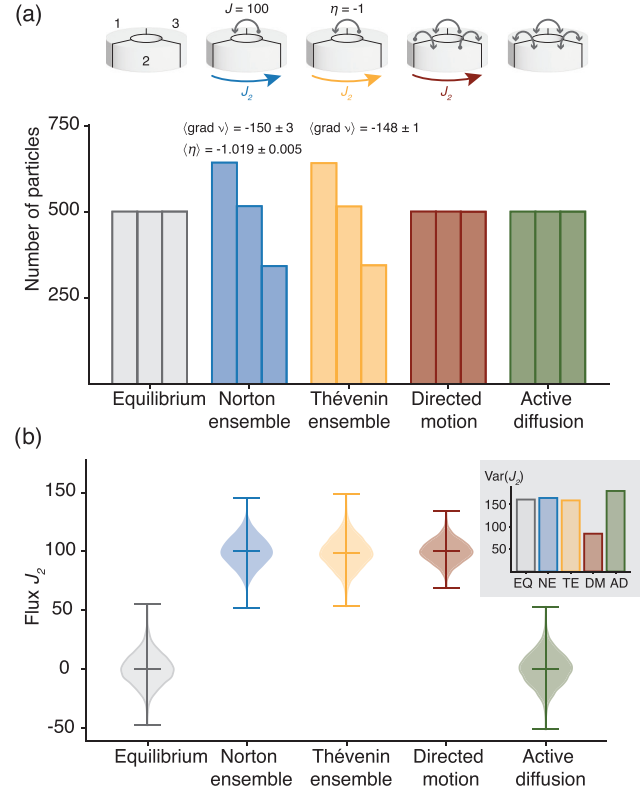 (a)
1
3
2
J = 100
η = -1
J₂
J₂
J₂
⟨grad ν⟩ = -150 ± 3
⟨grad ν⟩ = -148 ± 1
⟨η⟩ = -1.019 ± 0.005
Number of particles
750
500
250
Equilibrium
Norton
ensemble
Thévenin
ensemble
Directed
motion
Active
diffusion
(b)
Flux J₂
150
100
50
0
-50
Var(J₂)
150
100
50
EQ NE TE DM AD
Equilibrium
Norton
ensemble
Thévenin
ensemble
Directed
motion
Active
diffusion